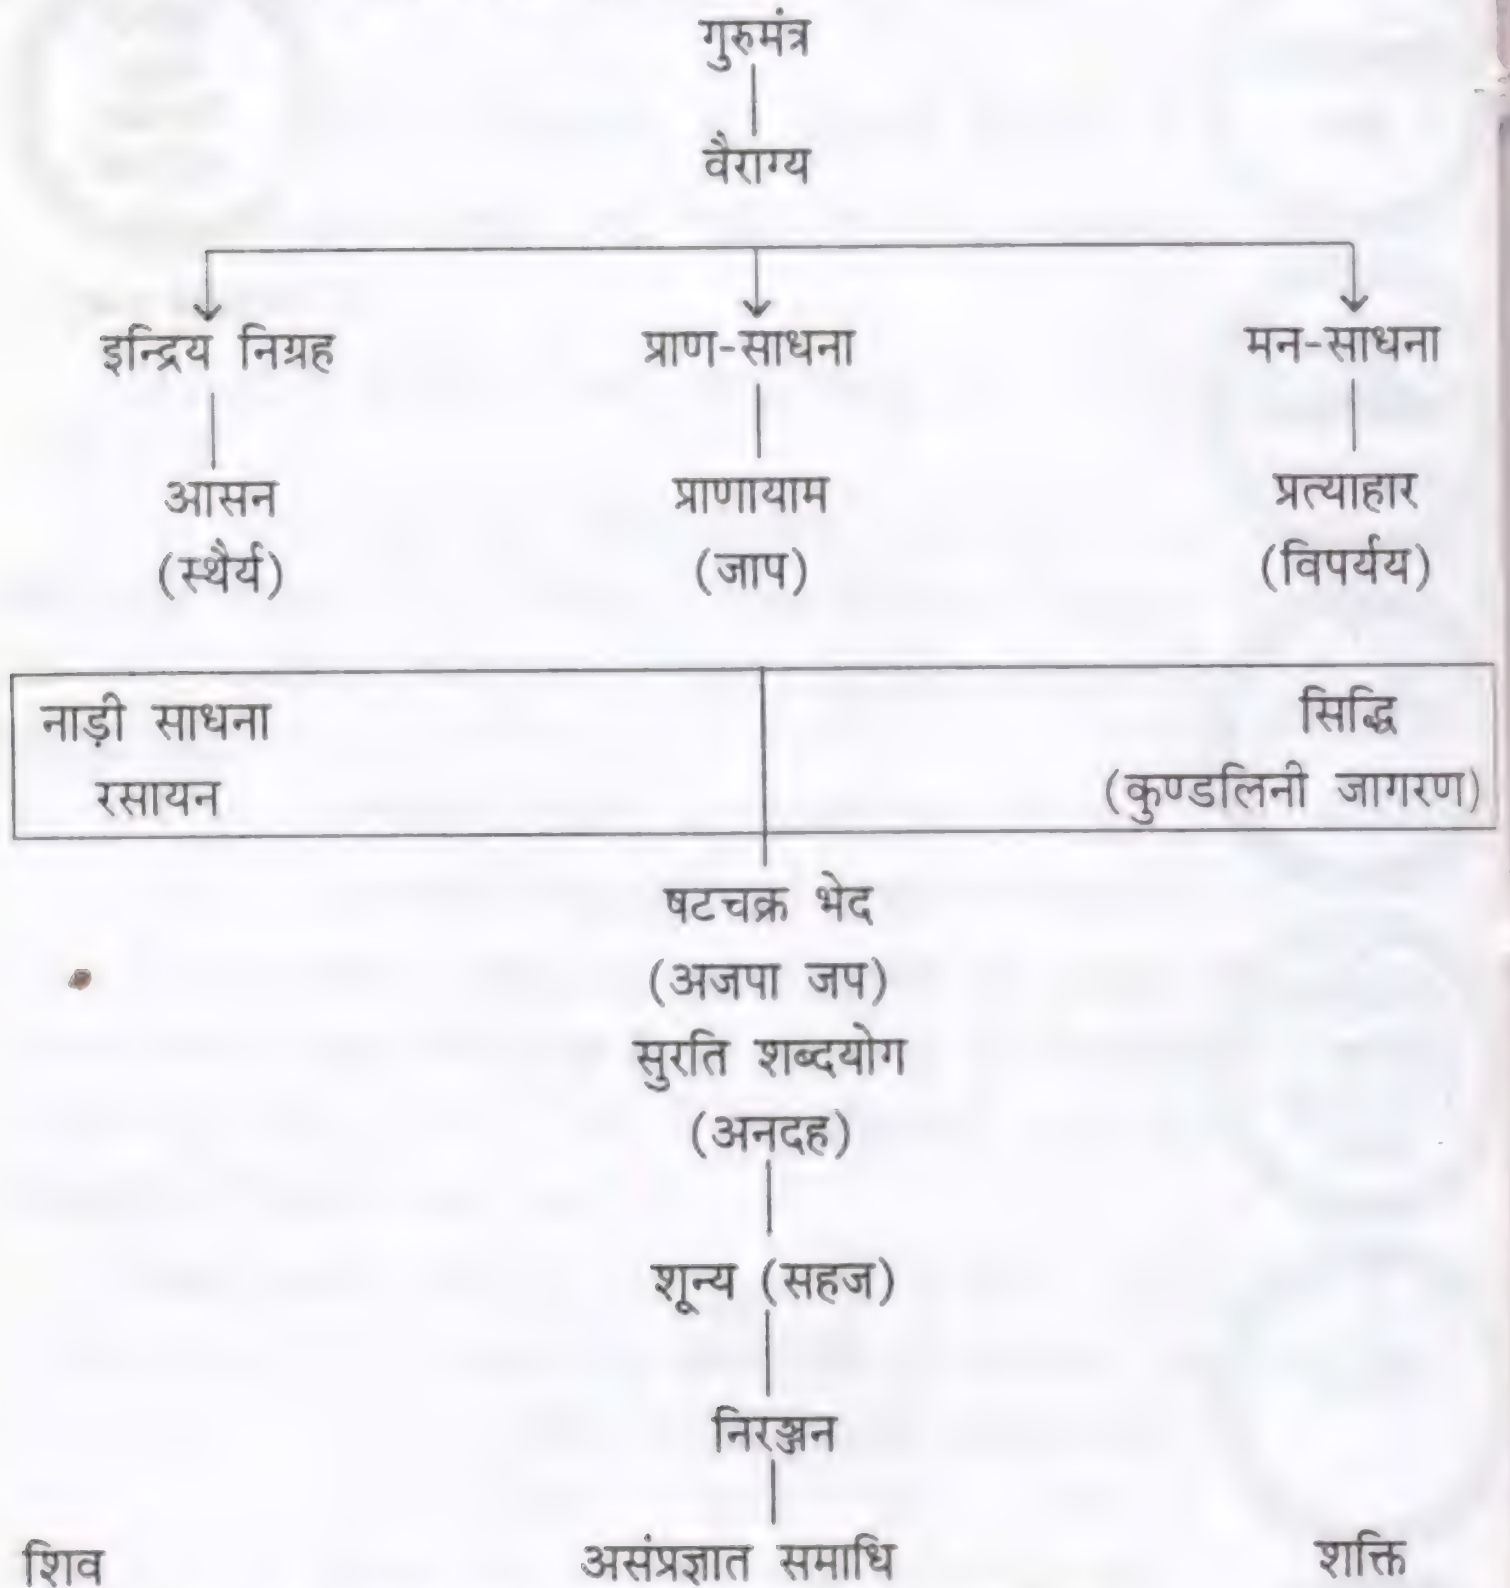 गुरुमंत्र
वैराग्य
इन्द्रिय निग्रह प्राण-साधना मन-साधना
आसन प्राणायाम प्रत्याहार
(स्थैर्य) (जाप) (विपर्यय)
नाड़ी साधना सिद्धि
रसायन (कुण्डलिनी जागरण)
षटचक्र भेद
(अजपा जप)
सुरति शब्दयोग
(अनदह)
शून्य (सहज)
निरञ्जन
शिव असंप्रज्ञात समाधि शक्ति